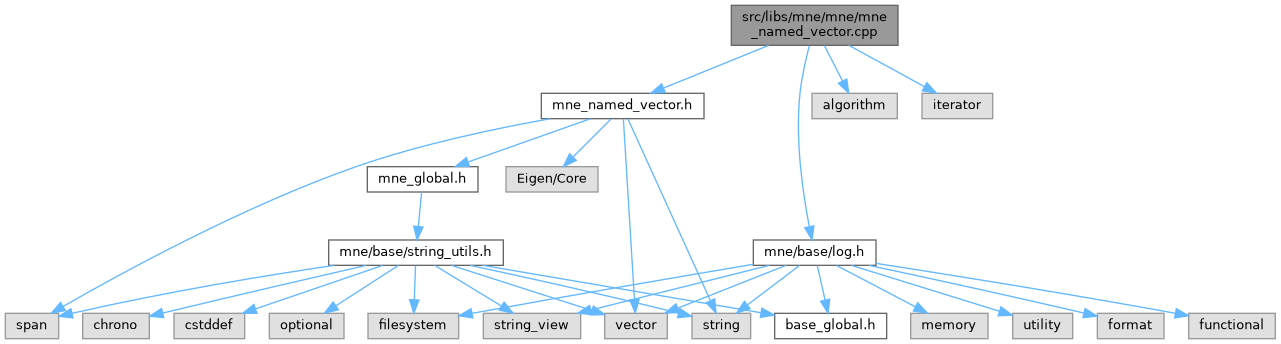 src/libs/mne/mne/mne
_named_vector.cpp
mne_named_vector.h
algorithm
iterator
mne_global.h
Eigen/Core
mne/base/string_utils.h
mne/base/log.h
span
chrono
cstddef
optional
filesystem
string_view
vector
string
base_global.h
memory
utility
format
functional